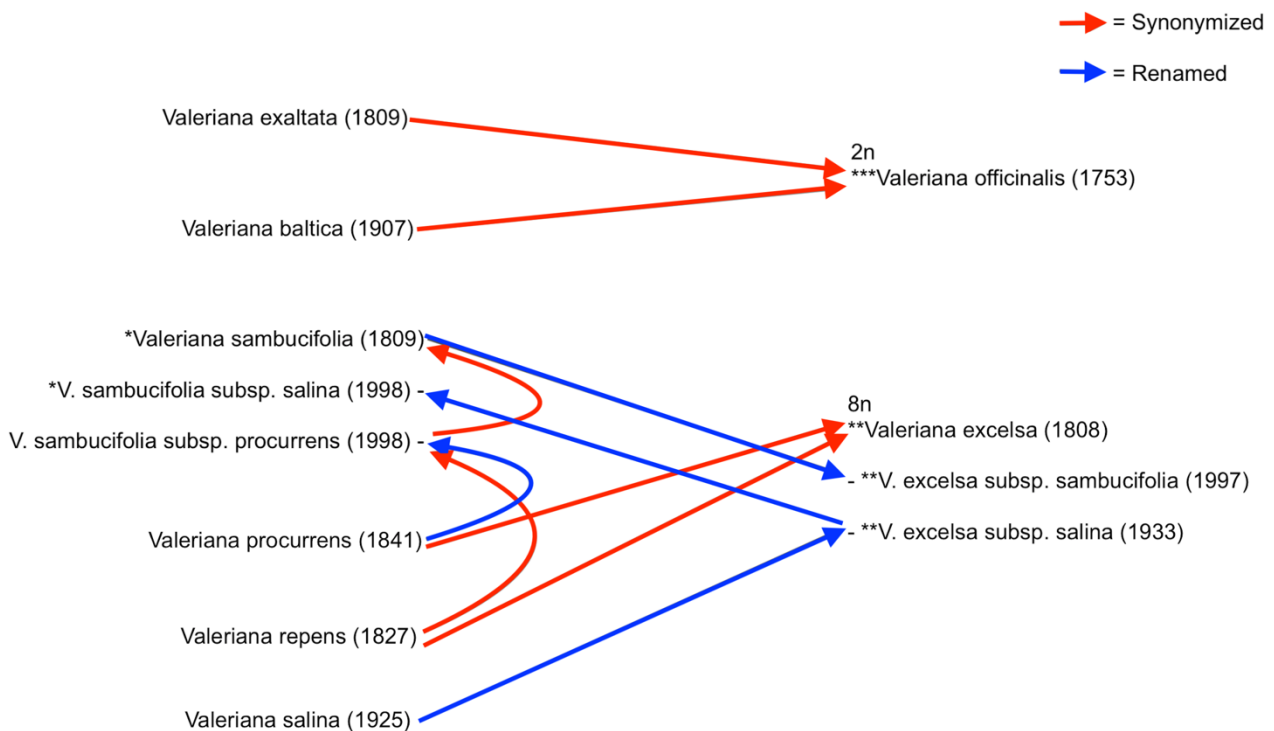 = Synonymized
= Renamed
Valeriana exaltata (1809)
2n
***Valeriana officinalis (1753)
Valeriana baltica (1907)
*Valeriana sambucifolia (1809)
*V. sambucifolia subsp. salina (1998) -
V. sambucifolia subsp. procurrens (1998) -
8n
**Valeriana excelsa (1808)
- **V. excelsa subsp. sambucifolia (1997)
- **V. excelsa subsp. salina (1933)
Valeriana procurrens (1841)
Valeriana repens (1827)
Valeriana salina (1925)